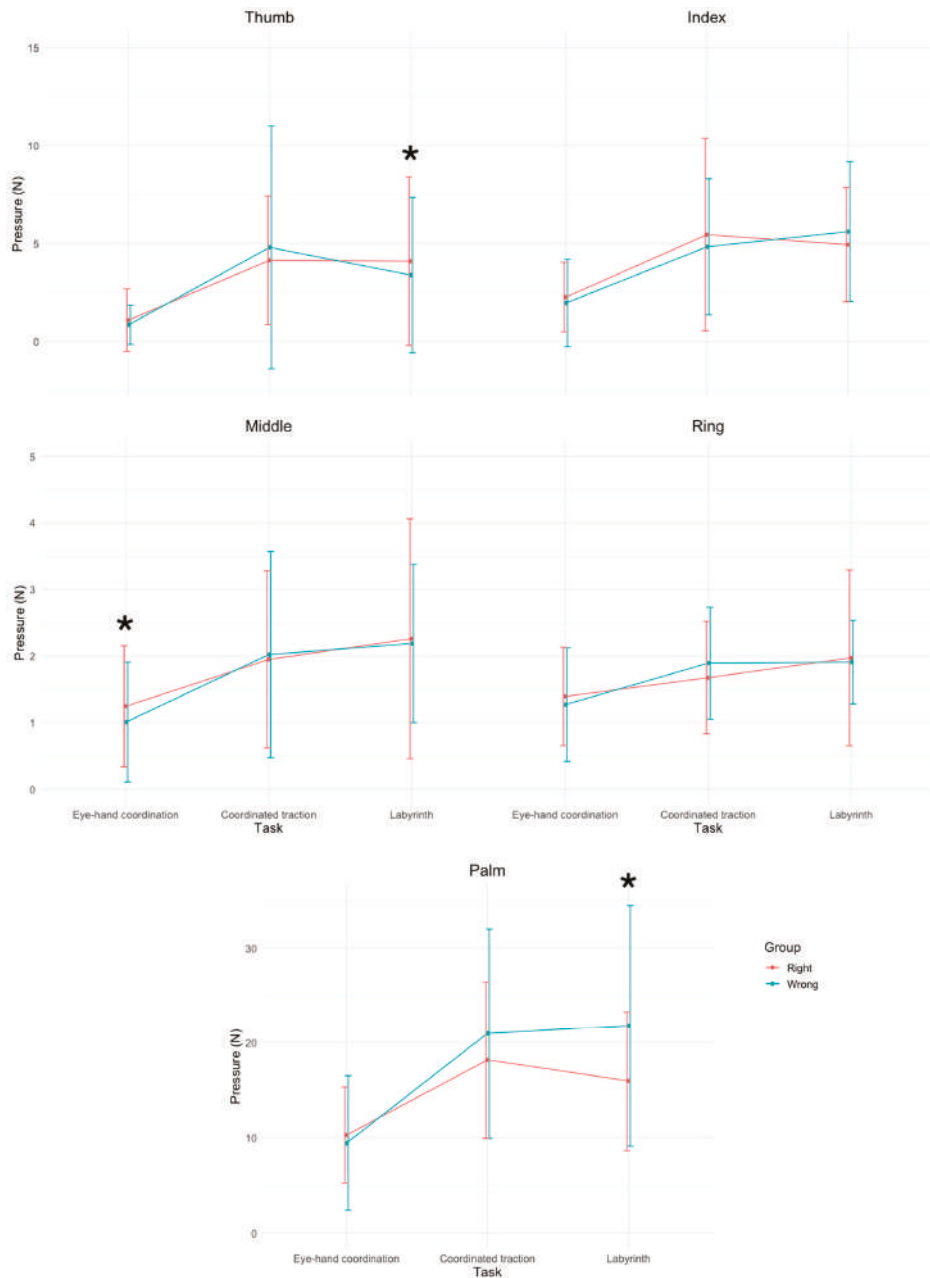 Thumb
Index
15
10
5
0
Pressure (N)
*
Middle
Ring
5
4
3
2
1
0
Pressure (N)
*
Eye-hand coordination Coordinated traction Labyrinth
Task
Eye-hand coordination Coordinated traction Labyrinth
Task
Palm
*
30
20
10
0
Pressure (N)
Eye-hand coordination Coordinated traction Labyrinth
Task
Group
Right
Wrong